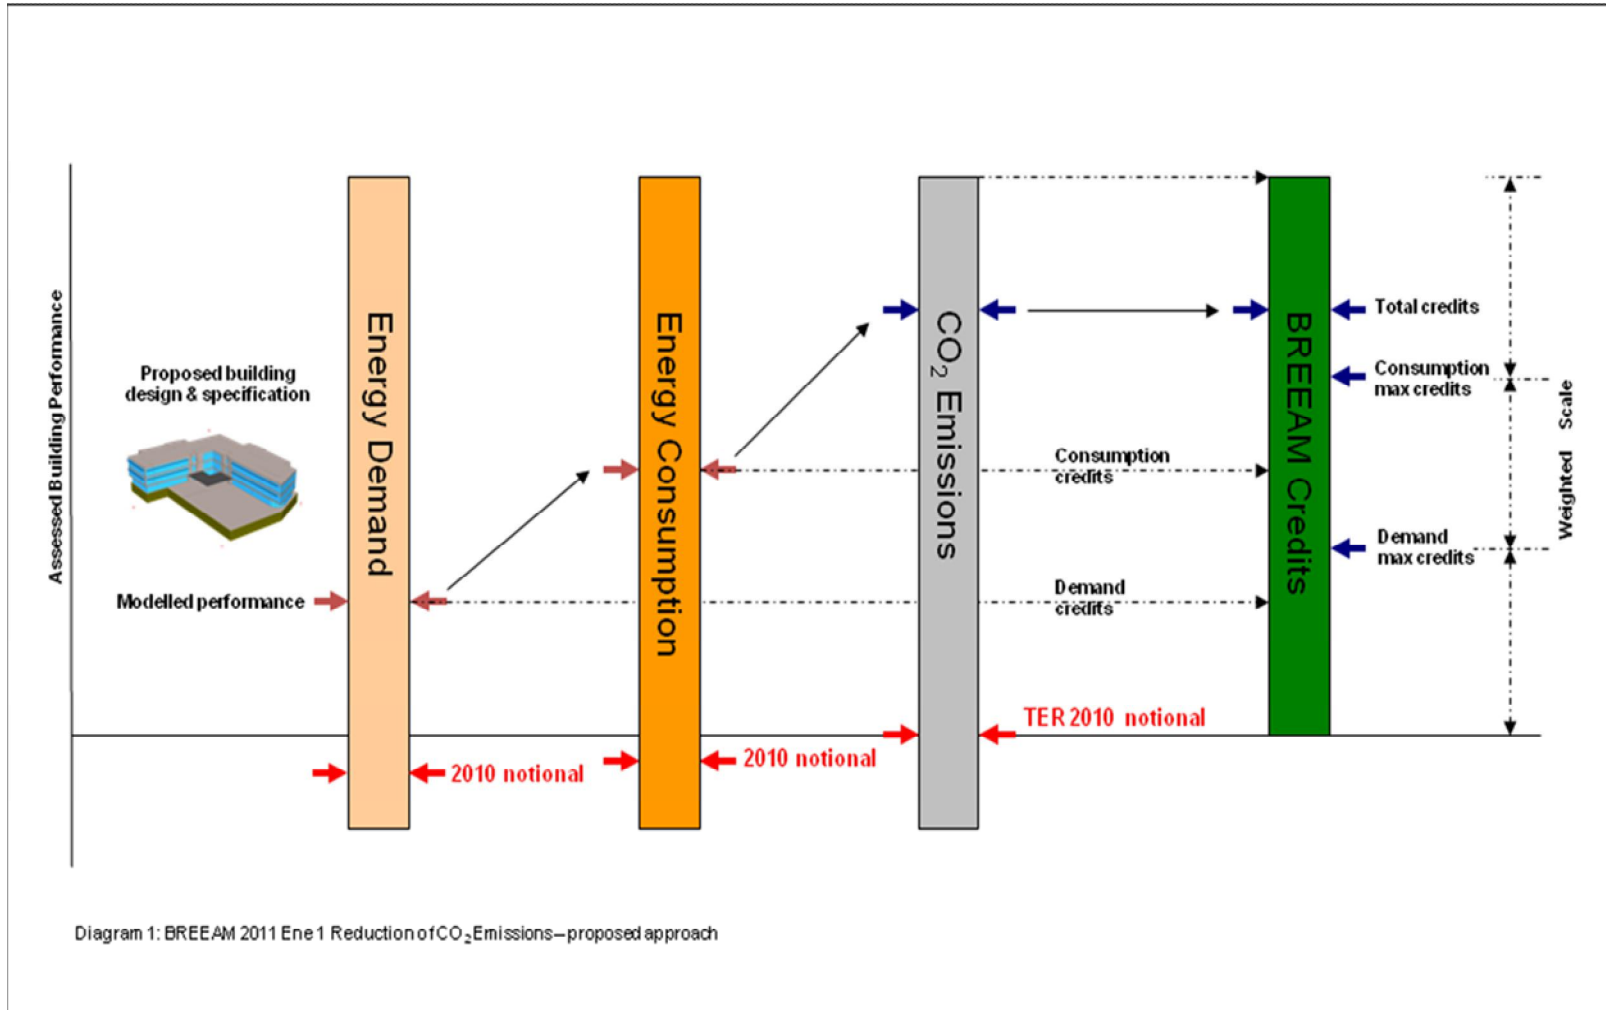 Assessed Building Performance
Proposed building
design & specification
Modelled performance
Energy Demand
2010 notional
Energy Consumption
2010 notional
CO2 Emissions
TER 2010 notional
Consumption
credits
Demand
credits
BREEAM Credits
Total credits
Consumption
max credits
Demand
max credits
Weighted Scale
Diagram 1: BREEAM 2011 Ene 1 Reduction of CO2 Emissions – proposed approach